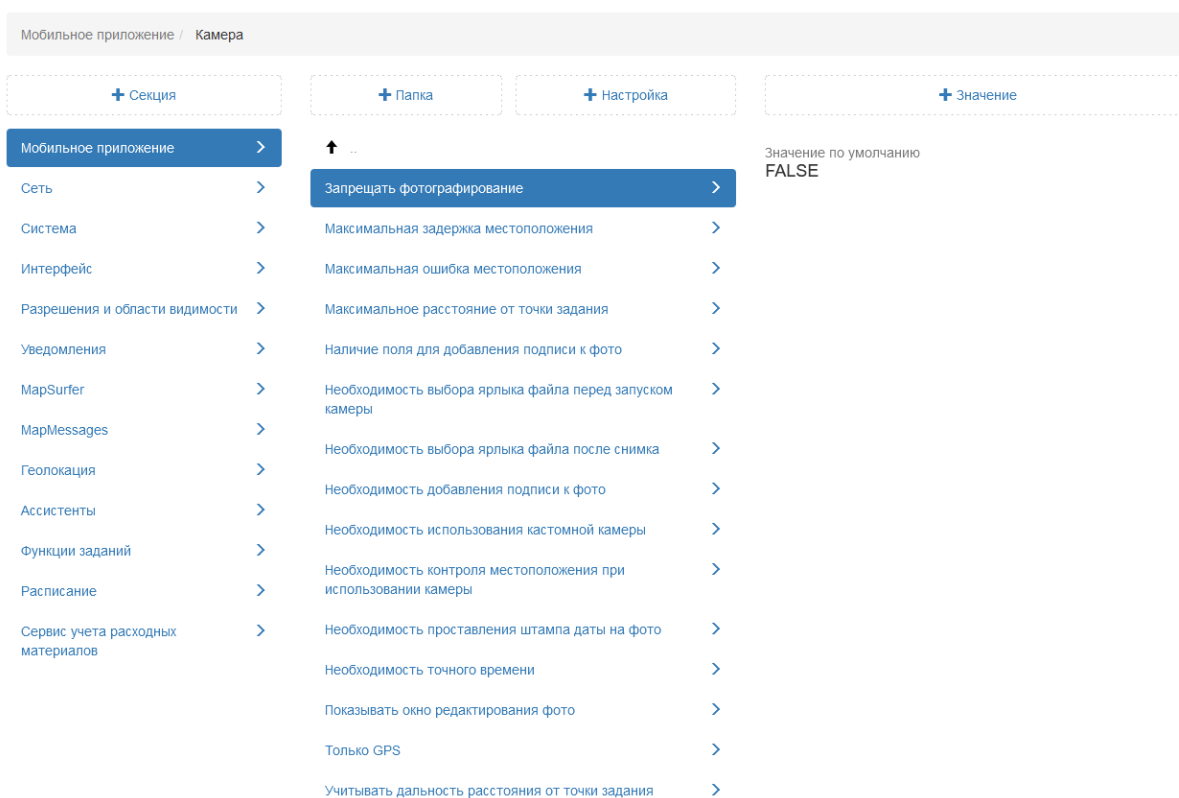 Мобильное приложение / Камера
+ Секция
+ Папка
+ Настройка
+ Значение
Мобильное приложение
Сеть
Система
Интерфейс
Разрешения и области видимости
Уведомления
MapSurfer
MapMessages
Геолокация
Ассистенты
Функции заданий
Расписание
Сервис учета расходных
материалов
..
Запрещать фотографирование
Максимальная задержка местоположения
Максимальная ошибка местоположения
Максимальное расстояние от точки задания
Наличие поля для добавления подписи к фото
Необходимость выбора ярлыка файла перед запуском
камеры
Необходимость выбора ярлыка файла после снимка
Необходимость добавления подписи к фото
Необходимость использования кастомной камеры
Необходимость контроля местоположения при
использовании камеры
Необходимость проставления штампа даты на фото
Необходимость точного времени
Показывать окно редактирования фото
Только GPS
Учитывать дальность расстояния от точки задания
Значение по умолчанию
FALSE